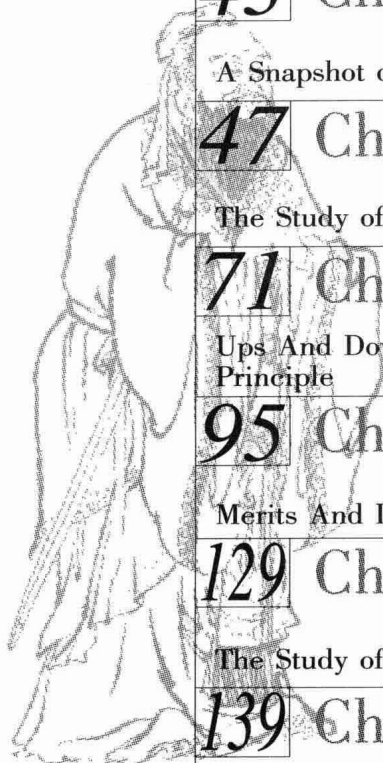 Ch
A Snapshot
47 Ch
The Study of
71 Ch
Ups And Do
Principle
95 Ch
Merits And
129 Ch
The Study of
139 Ch